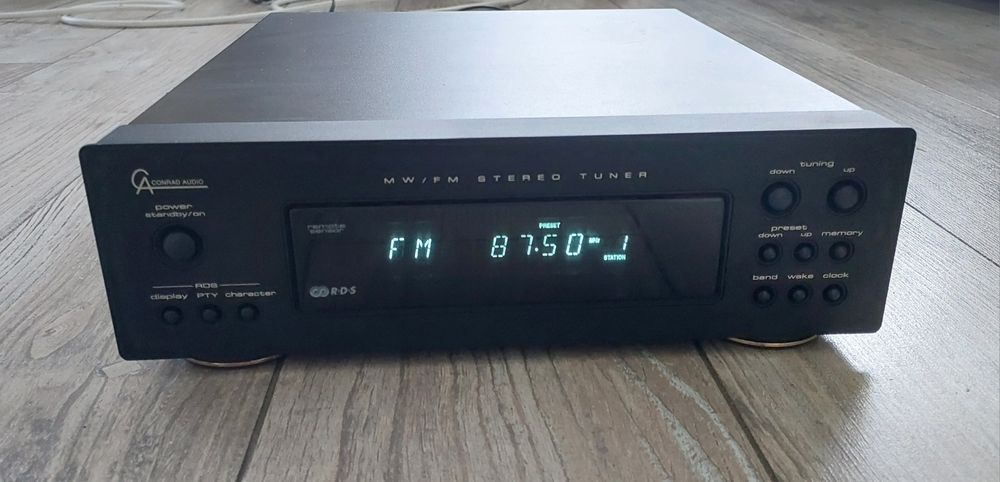 CA CONRAD AUDIO
MW/FM STEREO TUNER
power
standby/on
RDS
display PTY character
remote
sensor
PRESET
FM 87.50 MHz 1
STATION
R·D·S
tuning
down up
preset
down up memory
band wake clock